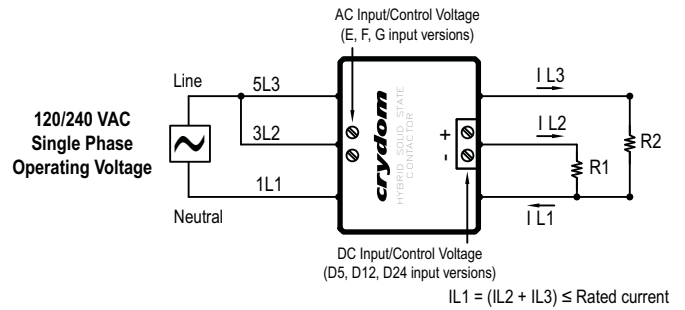 AC Input/Control Voltage
(E, F, G input versions)
Line
5L3
3L2
1L1
Neutral
120/240 VAC
Single Phase
Operating Voltage
crydom
HYBRID SOLID STATE
CONTACTOR
+
-
I L3
I L2
I L1
R1
R2
DC Input/Control Voltage
(D5, D12, D24 input versions)
IL1 = (IL2 + IL3) ≤ Rated current